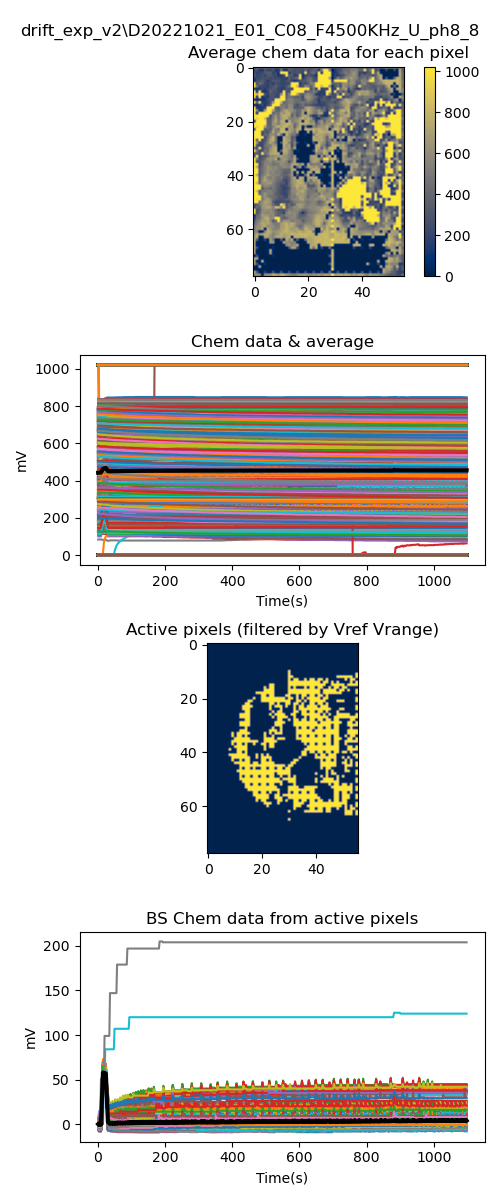 drift_exp_v2\D20221021_E01_C08_F4500KHz_U_ph8_8
Average chem data for each pixel
0
20
40
60
0 20 40
1000
800
600
400
200
0
Chem data & average
mV
1000
800
600
400
200
0
0 200 400 600 800 1000
Time(s)
Active pixels (filtered by Vref Vrange)
0
20
40
60
0 20 40
BS Chem data from active pixels
mV
200
150
100
50
0
0 200 400 600 800 1000
Time(s)